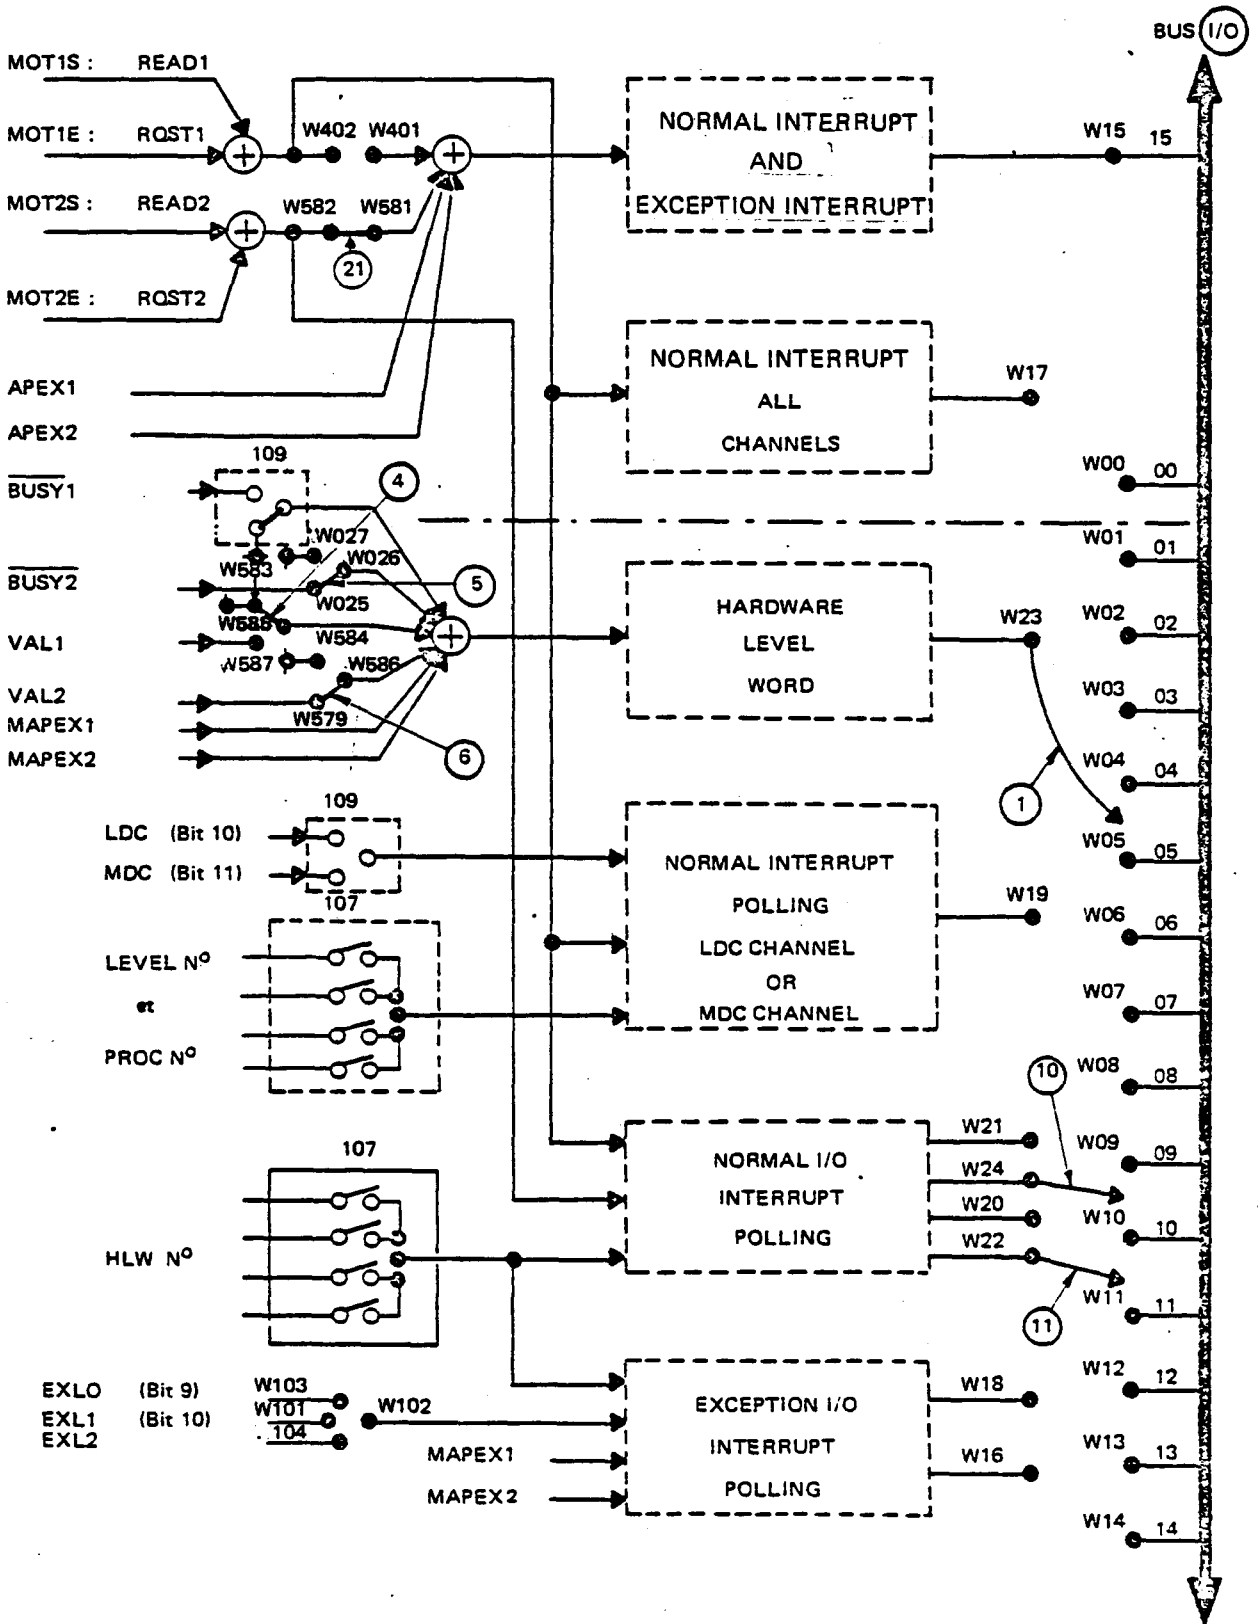 BUS I/O
MOT1S : READ1
MOT1E : RQST1
MOT2S : READ2
MOT2E : RQST2
W402 W401
W582 W581
21
NORMAL INTERRUPT
AND
EXCEPTION INTERRUPT
W15 15
APEX1
APEX2
NORMAL INTERRUPT
ALL
CHANNELS
W17
109
BUSY1
4
W00 00
W01 01
W027
W026
W583
BUSY2
5
W025
W584
VAL1
W587
W586
VAL2
W579
MAPEX1
MAPEX2
6
HARDWARE
LEVEL
WORD
W23
W02 02
W03 03
W04 04
1
W05 05
109
LDC (Bit 10)
MDC (Bit 11)
107
LEVEL Nº
et
PROC Nº
NORMAL INTERRUPT
POLLING
LDC CHANNEL
OR
MDC CHANNEL
W19
W06 06
W07 07
W08 08
10
107
HLW Nº
NORMAL I/O
INTERRUPT
POLLING
W21
W24
W20
W22
W09 09
W10 10
W11 11
11
EXL0 (Bit 9) W103
EXL1 (Bit 10) W101 W102
EXL2 104
MAPEX1
MAPEX2
EXCEPTION I/O
INTERRUPT
POLLING
W18
W16
W12 12
W13 13
W14 14